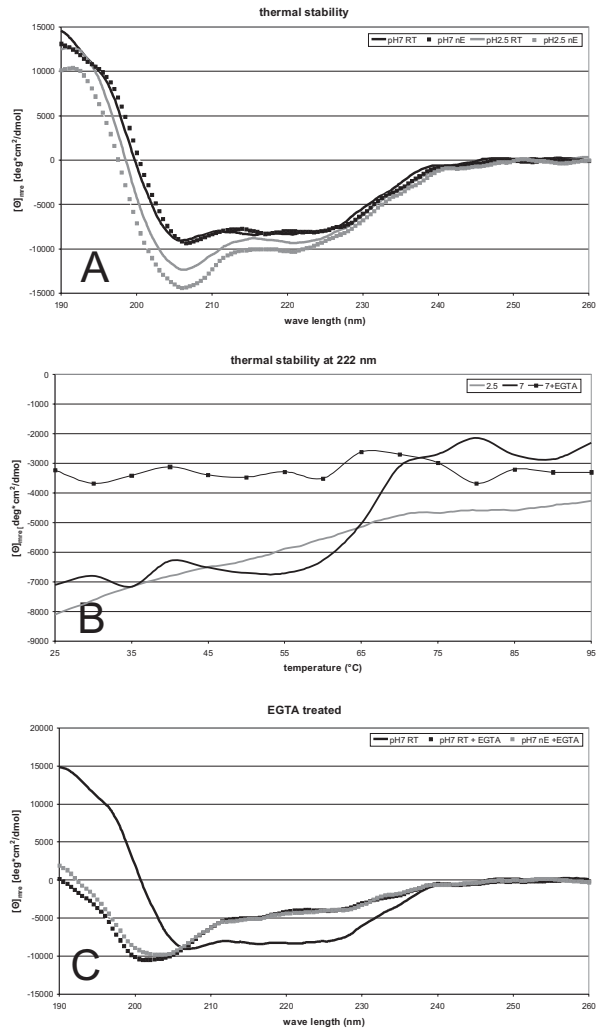 thermal stability
pH7 RT pH7 nE pH2.5 RT pH2.5 nE
15000
10000
5000
0
-5000
-10000
-15000
[Θ]mre [deg*cm²/dmol]
A
190 200 210 220 230 240 250 260
wave length (nm)
thermal stability at 222 nm
2.5 7 7+EGTA
0
-1000
-2000
-3000
-4000
-5000
-6000
-7000
-8000
-9000
[Θ]mre [deg*cm²/dmo]
B
25 35 45 55 65 75 85 95
temperature (°C)
EGTA treated
pH7 RT pH7 RT + EGTA pH7 nE +EGTA
20000
15000
10000
5000
0
-5000
-10000
-15000
[Θ]mre [deg*cm²/dmol]
C
190 200 210 220 230 240 250 260
wave length (nm)